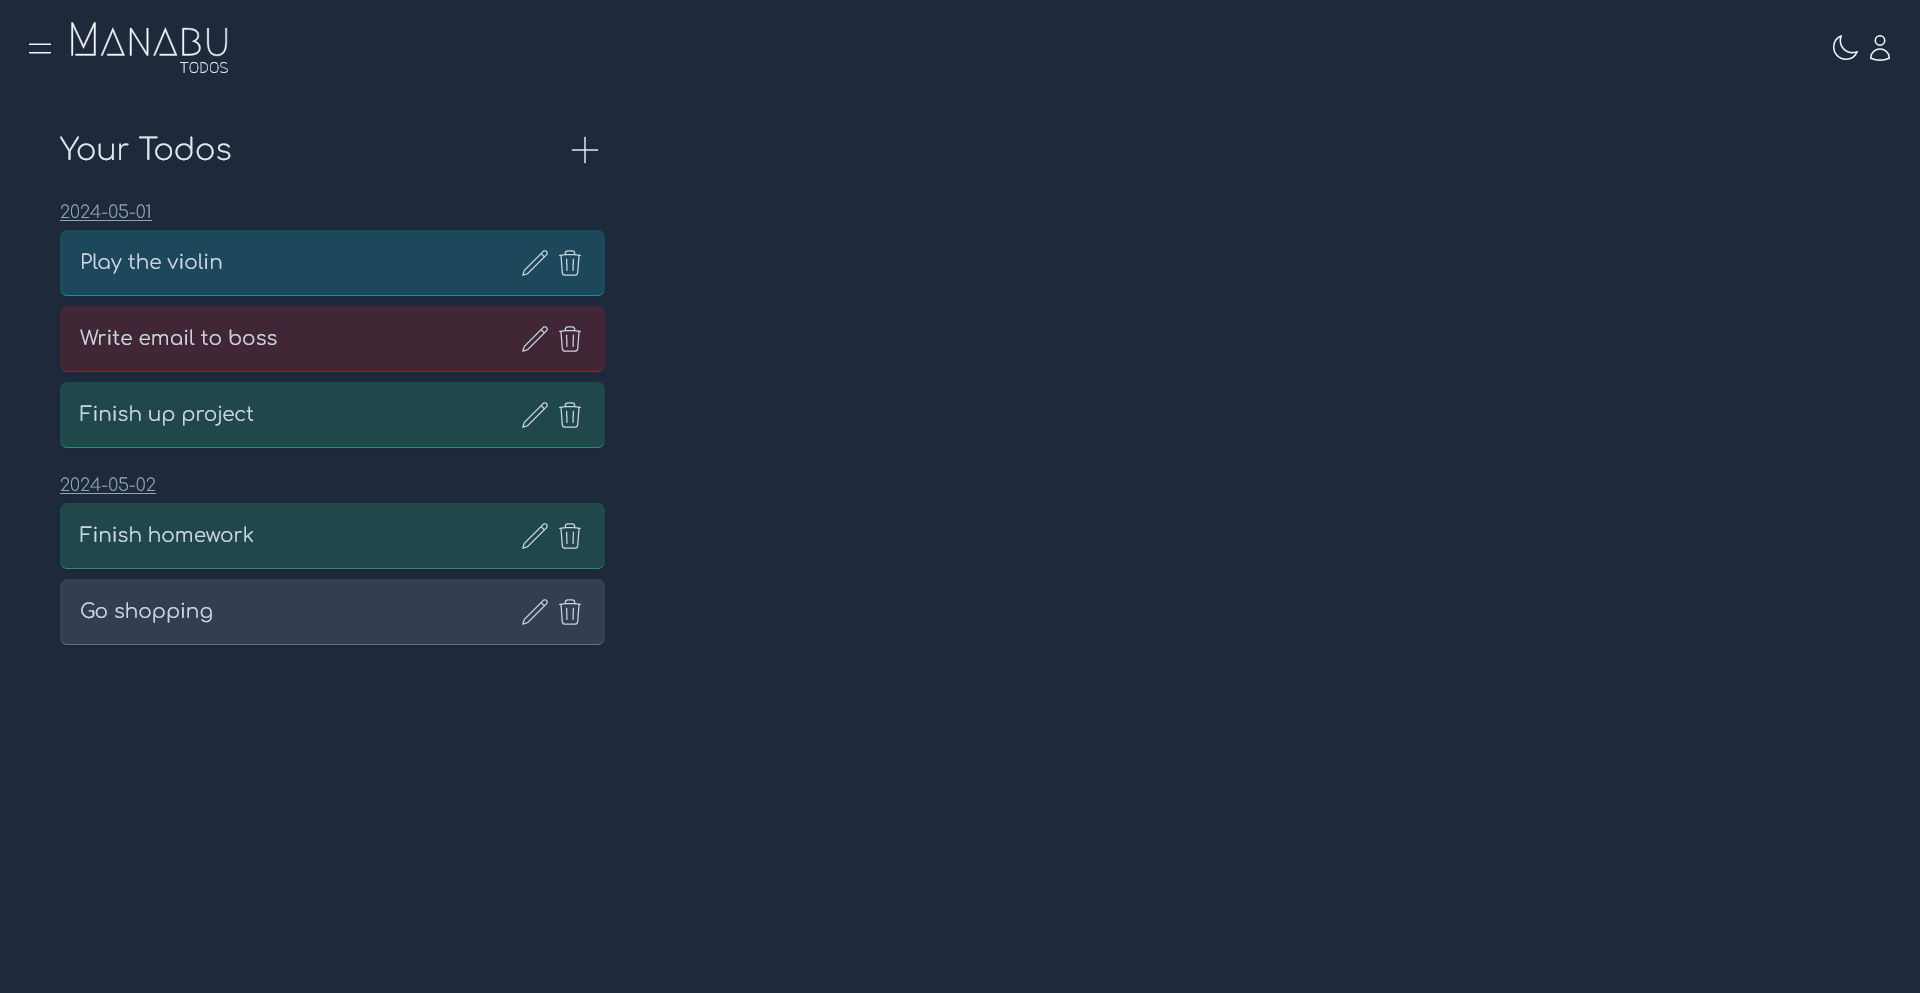 MANABU
TODOS
Your Todos
2024-05-01
Play the violin
Write email to boss
Finish up project
2024-05-02
Finish homework
Go shopping